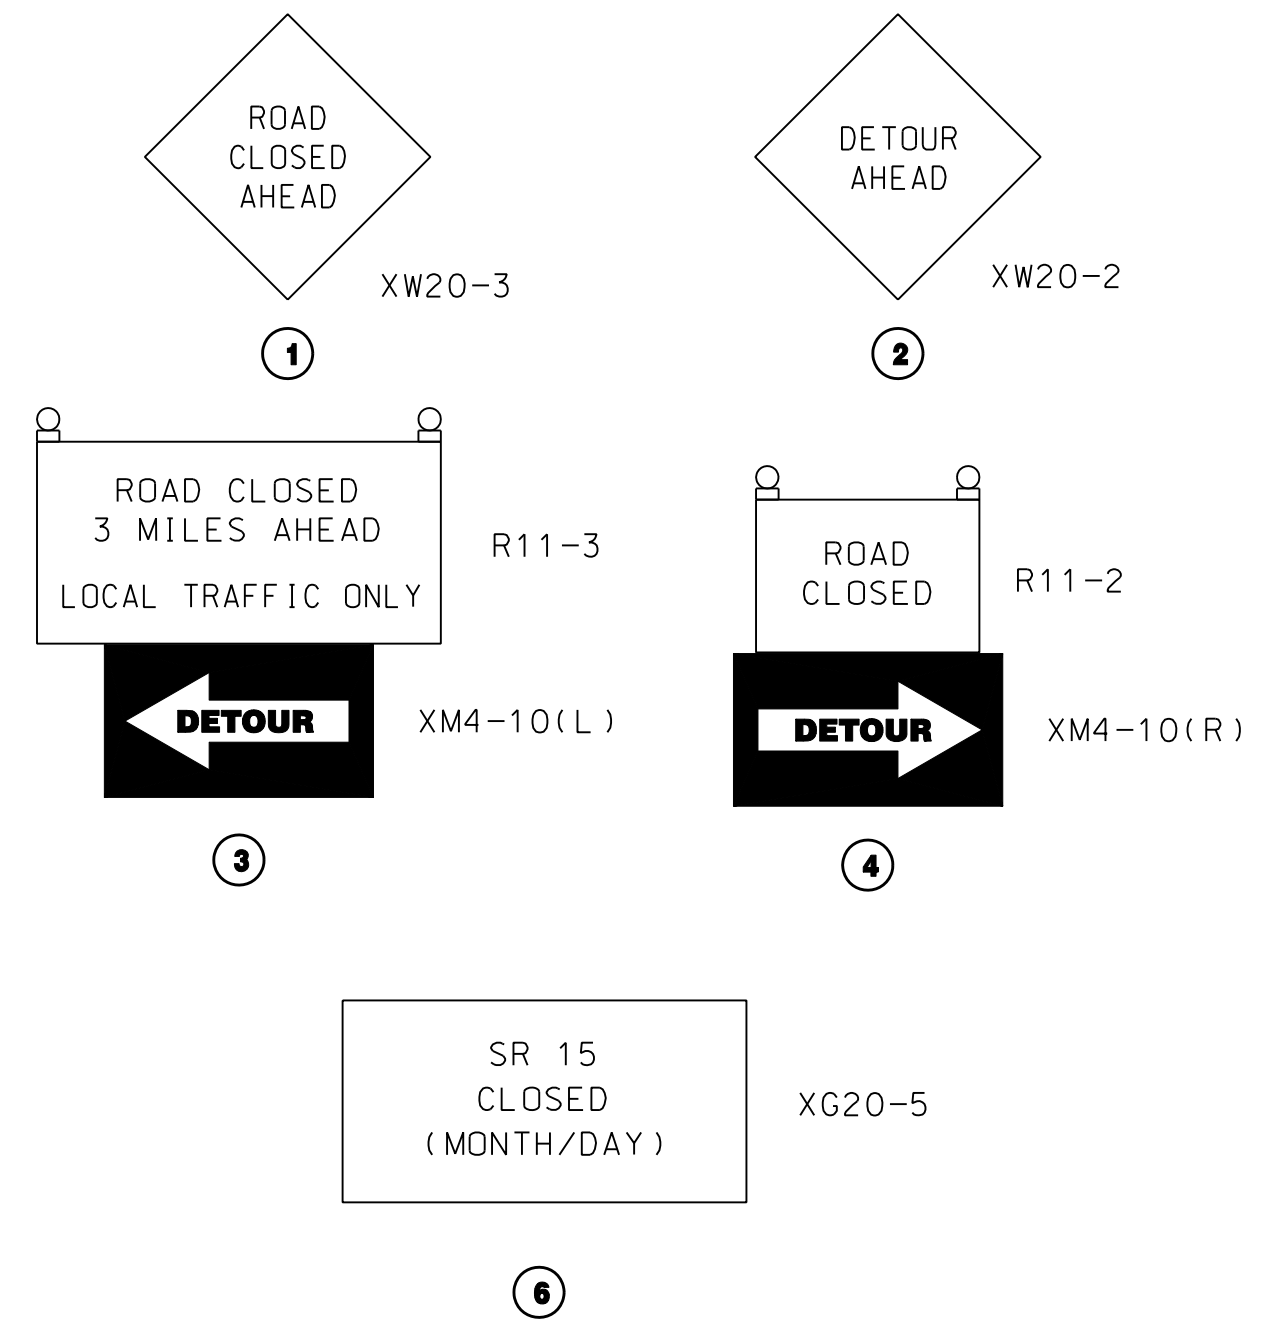 ROAD
CLOSED
AHEAD
XW20-3
1
DETOUR
AHEAD
XW20-2
2
ROAD CLOSED
3 MILES AHEAD
LOCAL TRAFFIC ONLY
R11-3
DETOUR
XM4-10(L)
3
ROAD
CLOSED
R11-2
DETOUR
XM4-10(R)
4
SR 15
CLOSED
(MONTH/DAY)
XG20-5
6